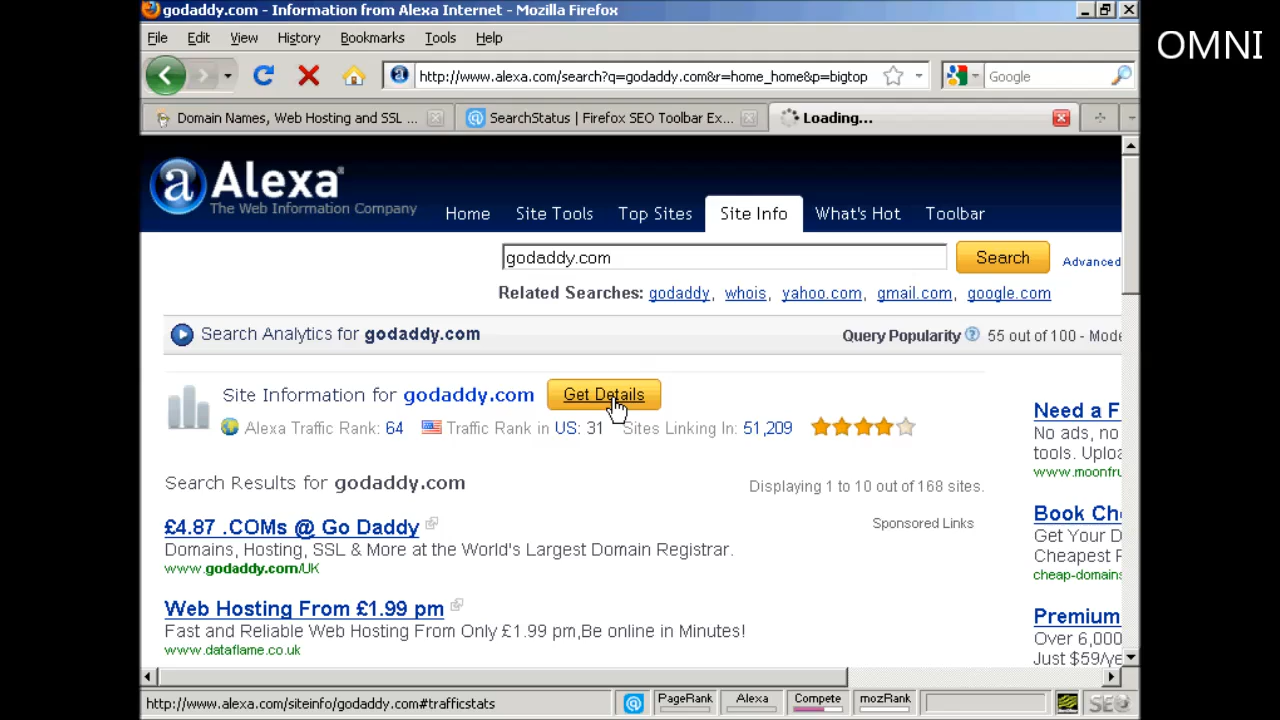 godaddy.com - Information from Alexa Internet - Mozilla Firefox
OMNI
File Edit View History Bookmarks Tools Help
http://www.alexa.com/search?q=godaddy.com&r=home_home&p=bigtop
Google
Domain Names, Web Hosting and SSL ...
SearchStatus | Firefox SEO Toolbar Ex...
Loading...
a Alexa®
The Web Information Company
Home Site Tools Top Sites Site Info What's Hot Toolbar
godaddy.com Search Advanced
Related Searches: godaddy, whois, yahoo.com, gmail.com, google.com
Search Analytics for godaddy.com
Query Popularity ? 55 out of 100 - Mode
Site Information for godaddy.com Get Details
Alexa Traffic Rank: 64 Traffic Rank in US: 31 Sites Linking In: 51,209
Search Results for godaddy.com
Displaying 1 to 10 out of 168 sites.
Sponsored Links
£4.87 .COMs @ Go Daddy
Domains, Hosting, SSL & More at the World's Largest Domain Registrar.
www.godaddy.com/UK
Web Hosting From £1.99 pm
Fast and Reliable Web Hosting From Only £1.99 pm,Be online in Minutes!
www.dataflame.co.uk
Need a F
No ads, no
tools. Uploa
www.moonfru
Book Ch
Get Your D
Cheapest P
cheap-domains
Premium
Over 6,000
Just $59/ye
http://www.alexa.com/siteinfo/godaddy.com#trafficstats
PageRank Alexa Compete mozRank
SEO